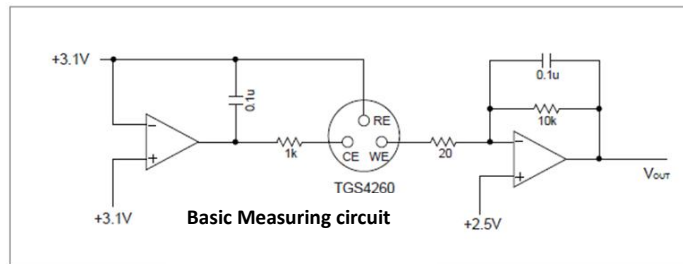 +3.1V
0.1u
0.1u
10k
RE
CE WE
1k
20
−
+
−
+
TGS4260
VOUT
+3.1V
Basic Measuring circuit
+2.5V